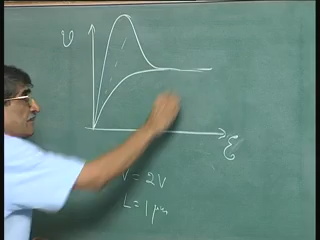 υ
ℰ
V = 2V
L = 1 μm